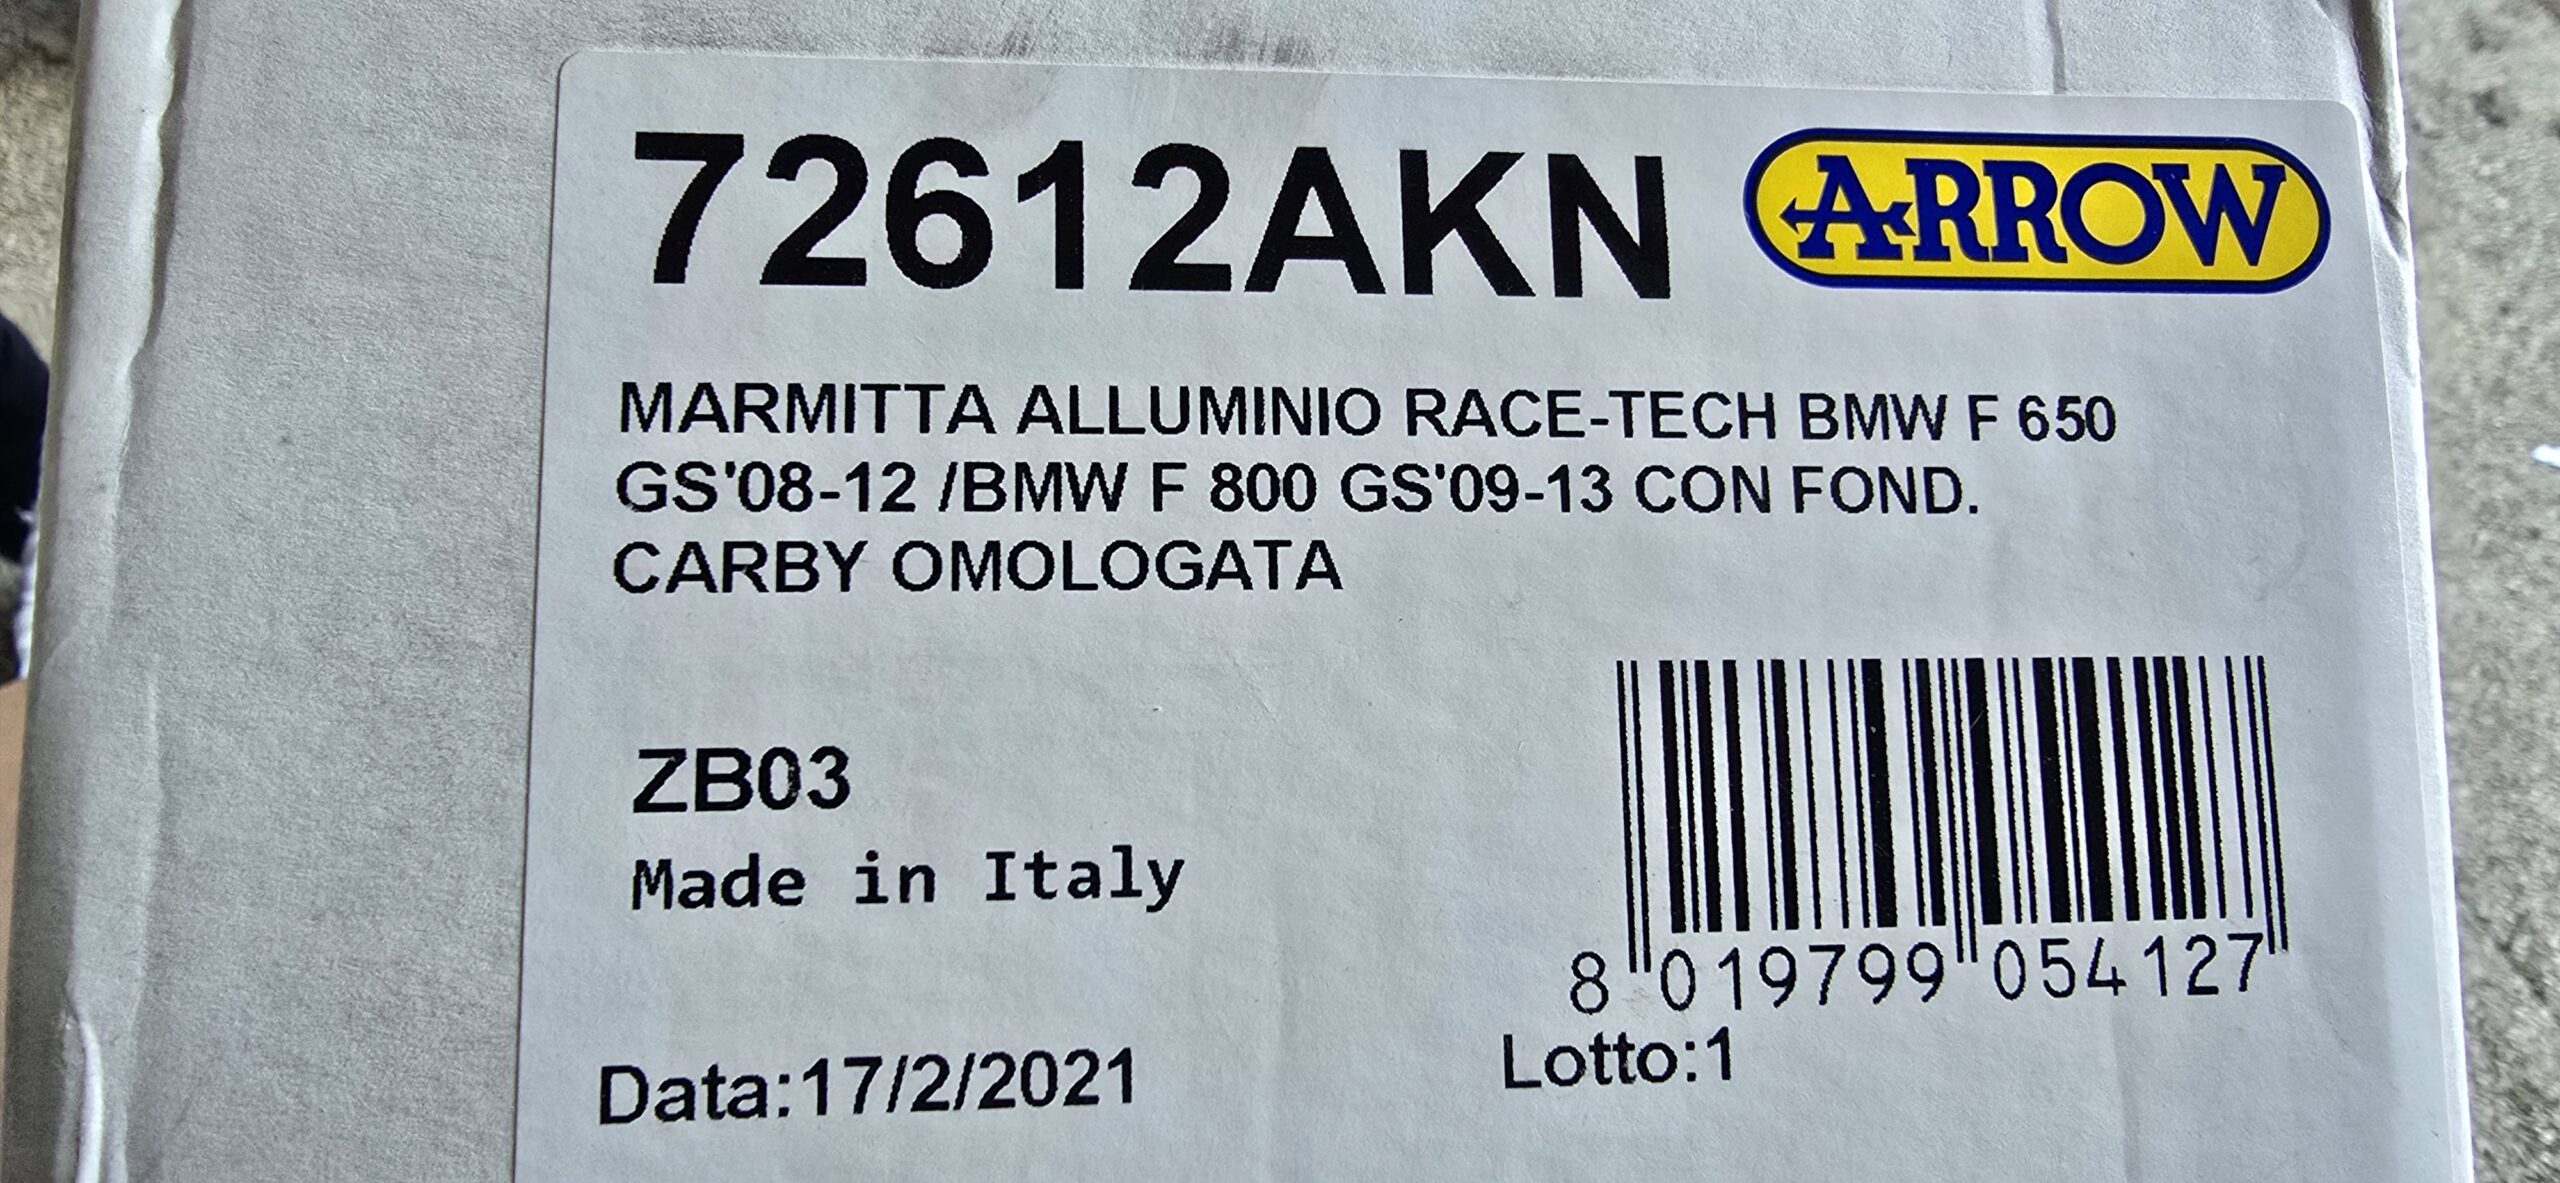 72612AKN ARROW
MARMITTA ALLUMINIO RACE-TECH BMW F 650
GS'08-12 /BMW F 800 GS'09-13 CON FOND.
CARBY OMOLOGATA
ZB03
Made in Italy
8 019799 054127
Data:17/2/2021
Lotto:1